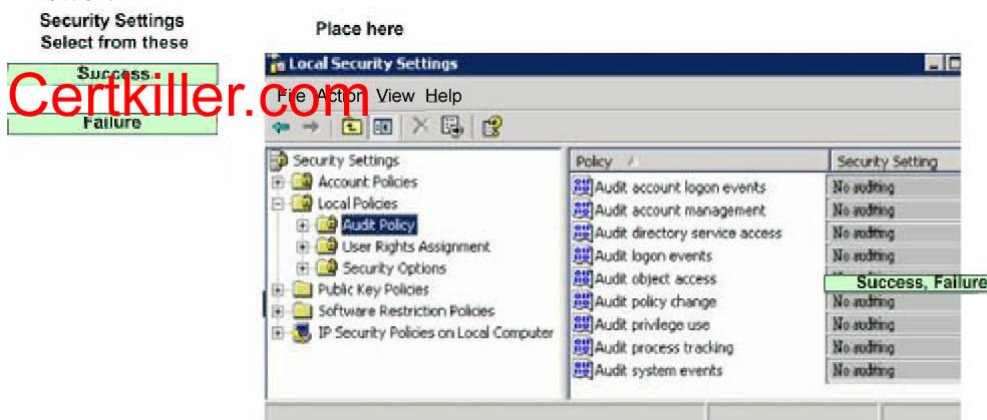 Security Settings
Select from these
Place here
Success
Failure
Certkiller.com
Local Security Settings
File Action View Help
Security Settings
Account Policies
Local Policies
Audit Policy
User Rights Assignment
Security Options
Public Key Policies
Software Restriction Policies
IP Security Policies on Local Computer
Policy Security Setting
Audit account logon events No auditing
Audit account management No auditing
Audit directory service access No auditing
Audit logon events No auditing
Audit object access Success, Failure
Audit policy change No auditing
Audit privilege use No auditing
Audit process tracking No auditing
Audit system events No auditing